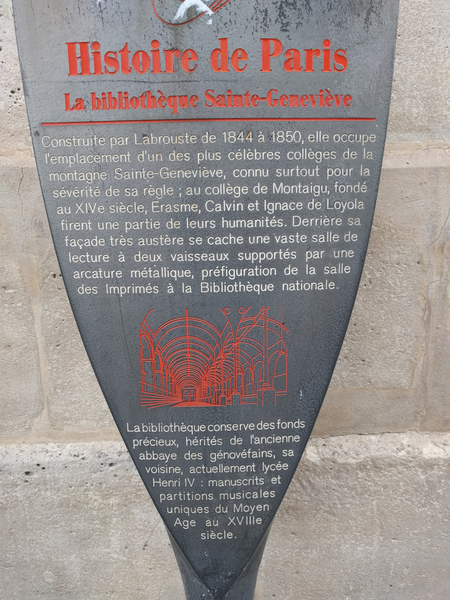 Histoire de Paris
La bibliothèque Sainte-Geneviève
Construite par Labrouste de 1844 à 1850, elle occupe
l'emplacement d'un des plus célèbres collèges de la
montagne Sainte-Geneviève, connu surtout pour la
sévérité de sa règle ; au collège de Montaigu, fondé
au XIVe siècle, Erasme, Calvin et Ignace de Loyola
firent une partie de leurs humanités. Derrière sa
façade très austère se cache une vaste salle de
lecture à deux vaisseaux supportés par une
arcature métallique, préfiguration de la salle
des Imprimés à la Bibliothèque nationale.
La bibliothèque conserve des fonds
précieux, hérités de l'ancienne
abbaye des génovéfains, sa
voisine, actuellement lycée
Henri IV : manuscrits et
partitions musicales
uniques du Moyen
Age au XVIIIe
siècle.